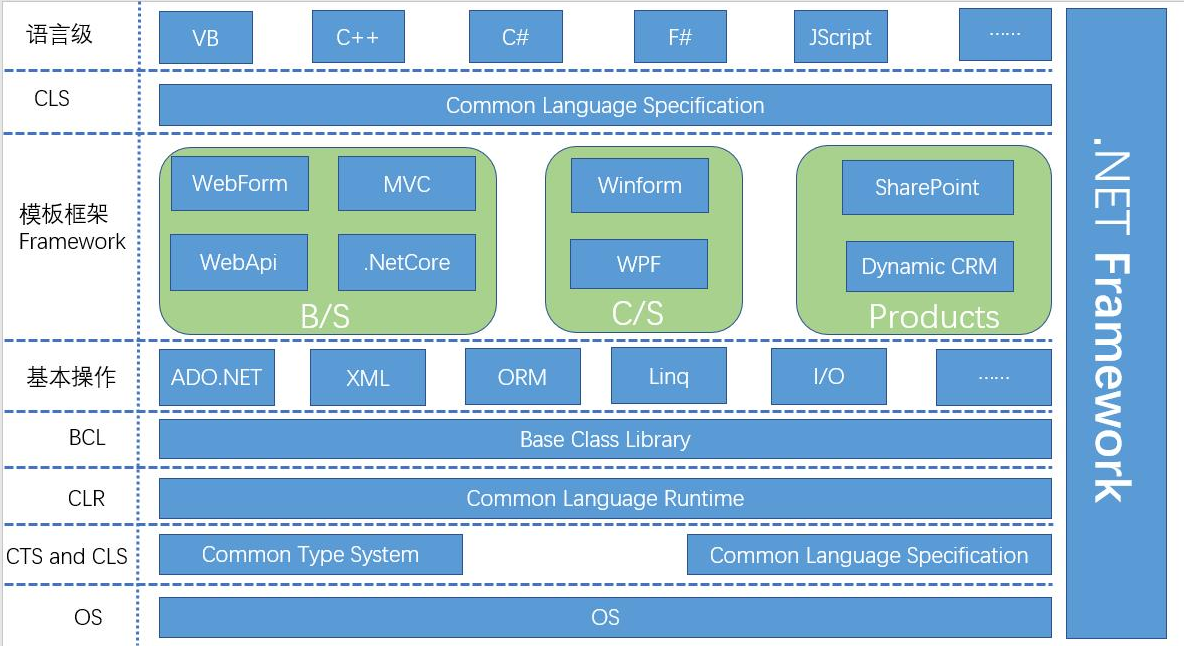 语言级
VB
C++
C#
F#
JScript
......
CLS
Common Language Specification
模板框架
Framework
WebForm
MVC
WebApi
.NetCore
B/S
Winform
WPF
C/S
SharePoint
Dynamic CRM
Products
基本操作
ADO.NET
XML
ORM
Linq
I/O
......
BCL
Base Class Library
CLR
Common Language Runtime
CTS and CLS
Common Type System
Common Language Specification
OS
OS
.NET Framework